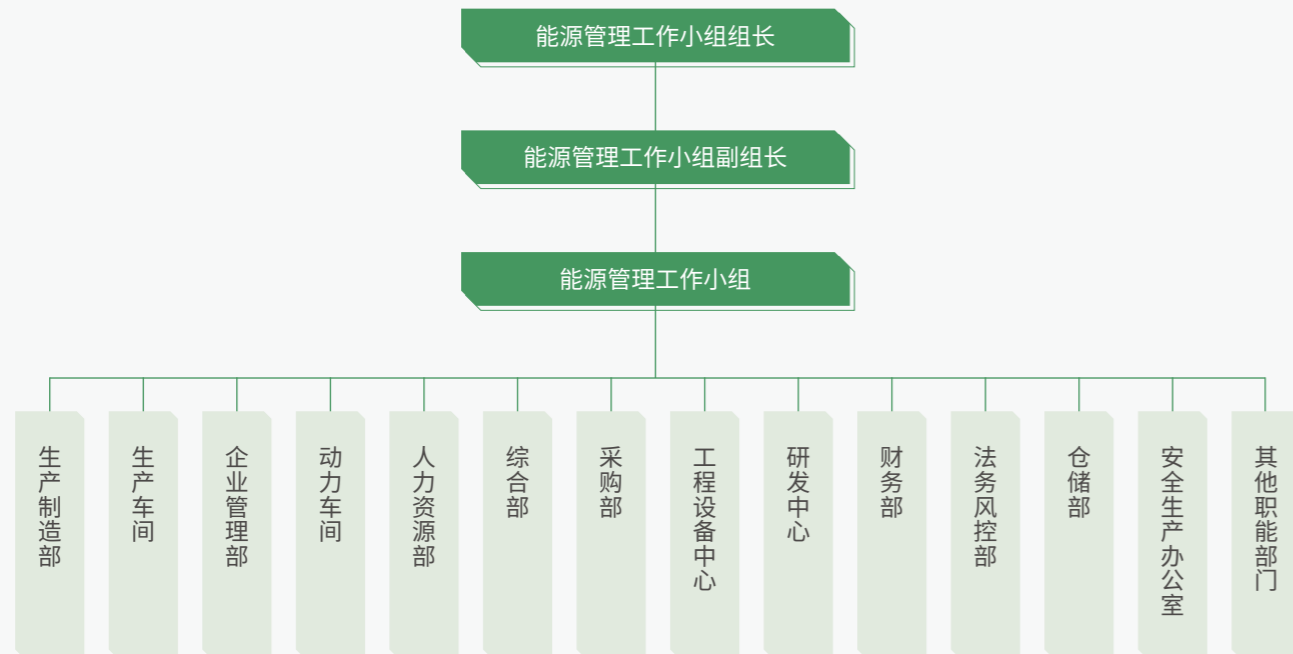 能源管理工作小组组长
能源管理工作小组副组长
能源管理工作小组
生产制造部
生产车间
企业管理部
动力车间
人力资源部
综合部
采购部
工程设备中心
研发中心
财务部
法务风控部
仓储部
安全生产办公室
其他职能部门